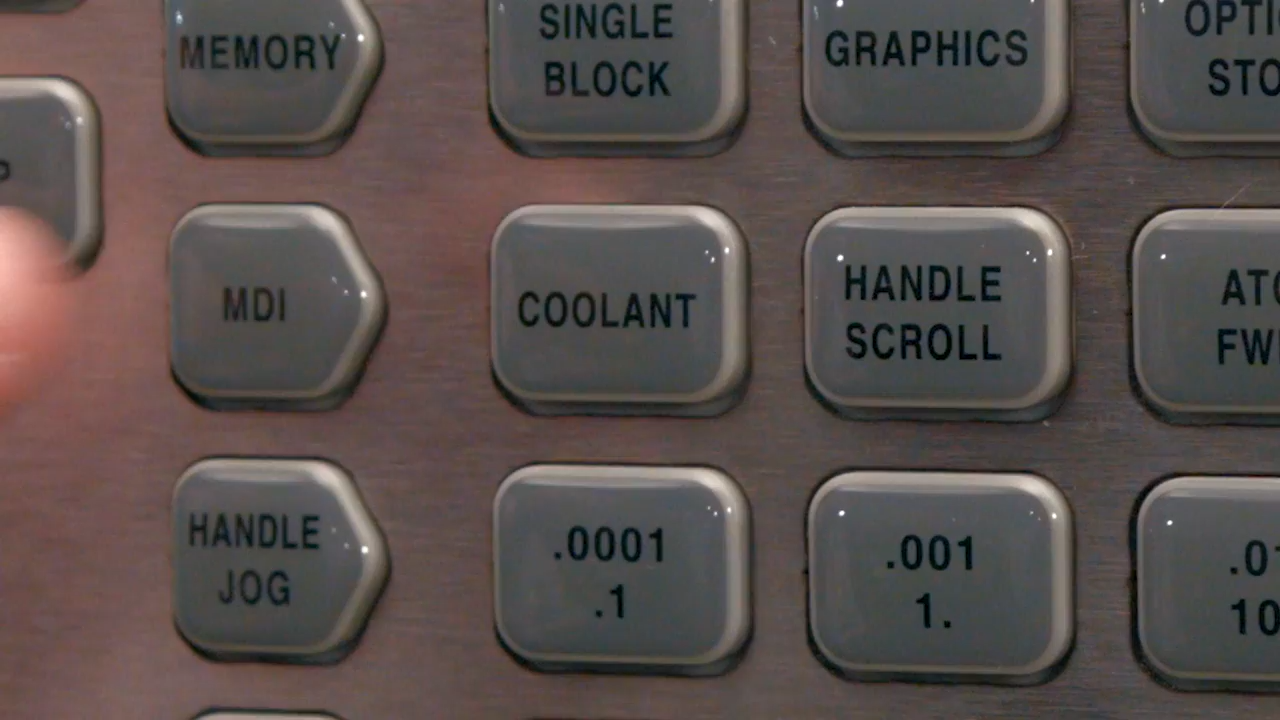 MEMORY
SINGLE
BLOCK
GRAPHICS
MDI
COOLANT
HANDLE
SCROLL
HANDLE
JOG
.0001
.1
.001
1.